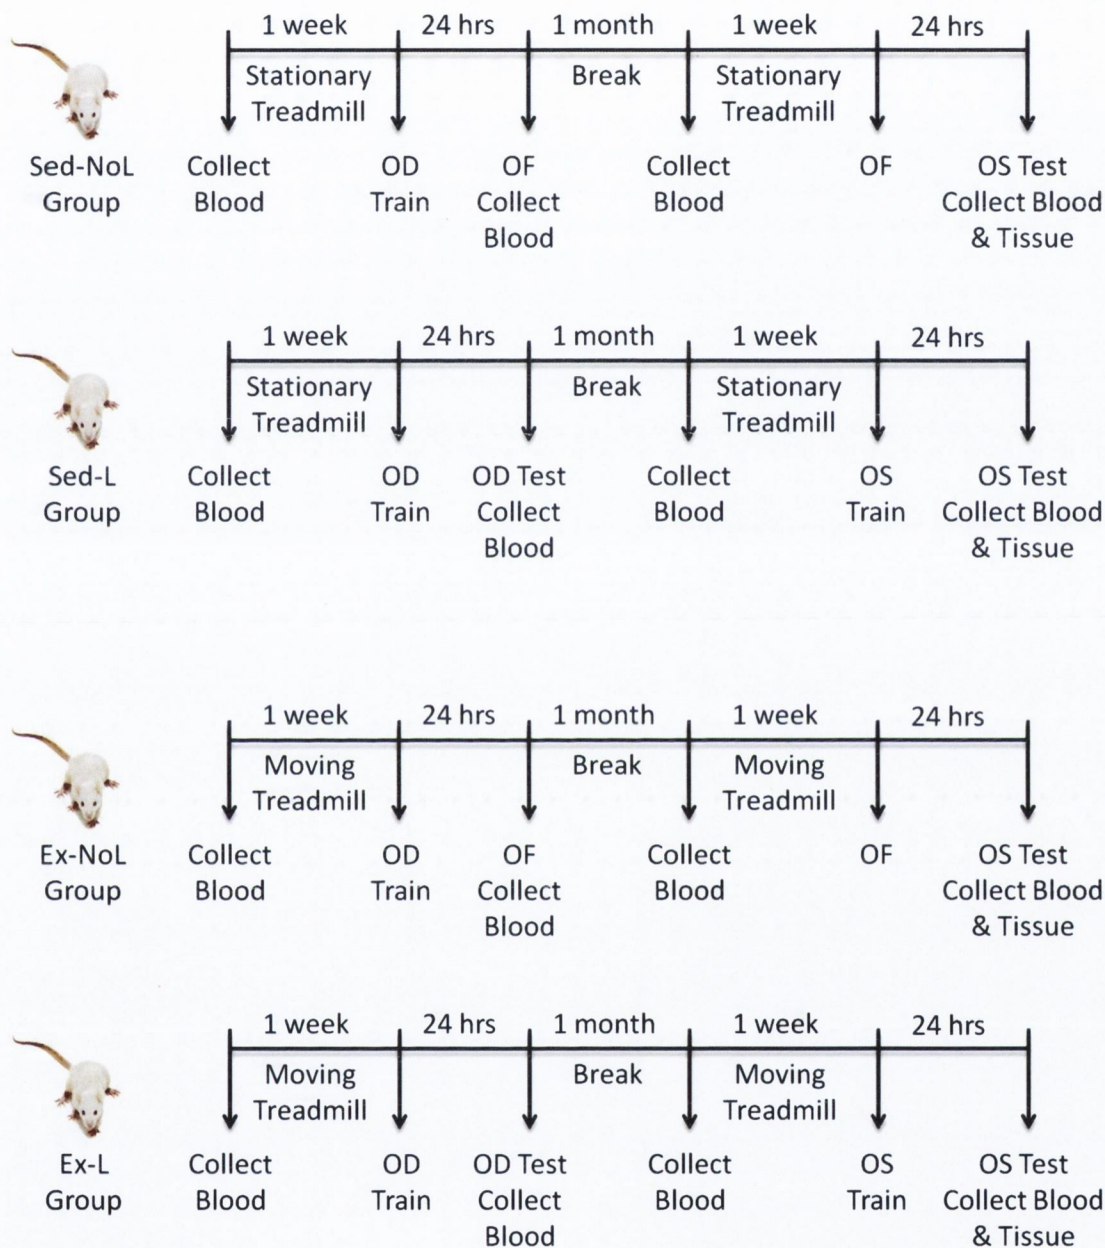 1 week 24 hrs 1 month 1 week 24 hrs
Stationary Break Stationary
Treadmill Treadmill
Sed-NoL Collect OD OF Collect OF OS Test
Group Blood Train Collect Blood Collect Blood
Blood & Tissue
1 week 24 hrs 1 month 1 week 24 hrs
Stationary Break Stationary
Treadmill Treadmill
Sed-L Collect OD OD Test Collect OS OS Test
Group Blood Train Collect Blood Train Collect Blood
Blood & Tissue
1 week 24 hrs 1 month 1 week 24 hrs
Moving Break Moving
Treadmill Treadmill
Ex-NoL Collect OD OF Collect OF OS Test
Group Blood Train Collect Blood Collect Blood
Blood & Tissue
1 week 24 hrs 1 month 1 week 24 hrs
Moving Break Moving
Treadmill Treadmill
Ex-L Collect OD OD Test Collect OS OS Test
Group Blood Train Collect Blood Train Collect Blood
Blood & Tissue